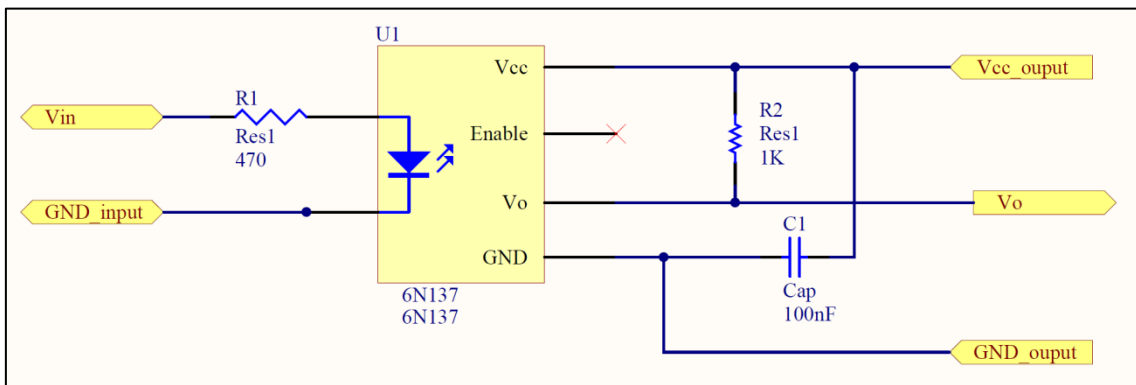 U1
Vcc
Vcc_ouput
Vin
R1
Res1
470
Enable
R2
Res1
1K
GND_input
Vo
Vo
C1
GND
Cap
100nF
6N137
6N137
GND_ouput